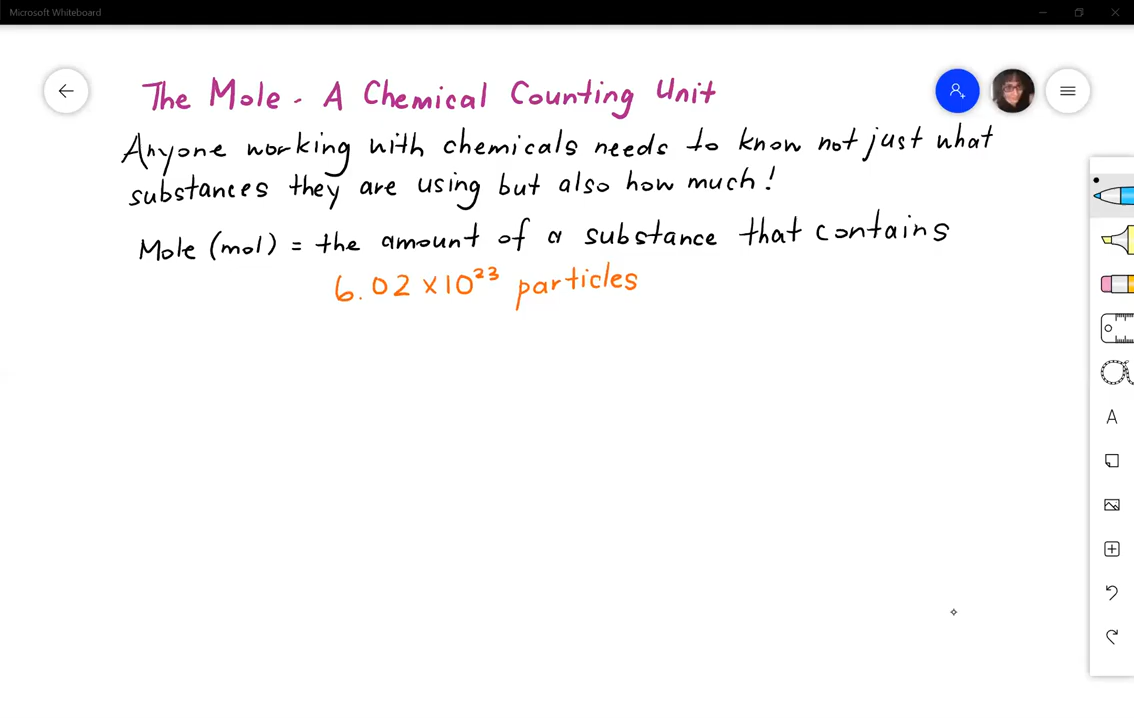 Microsoft Whiteboard
The Mole - A Chemical Counting Unit
Anyone working with chemicals needs to know not just what
substances they are using but also how much!
Mole (mol) = the amount of a substance that contains
6.02 × 10²³ particles
A